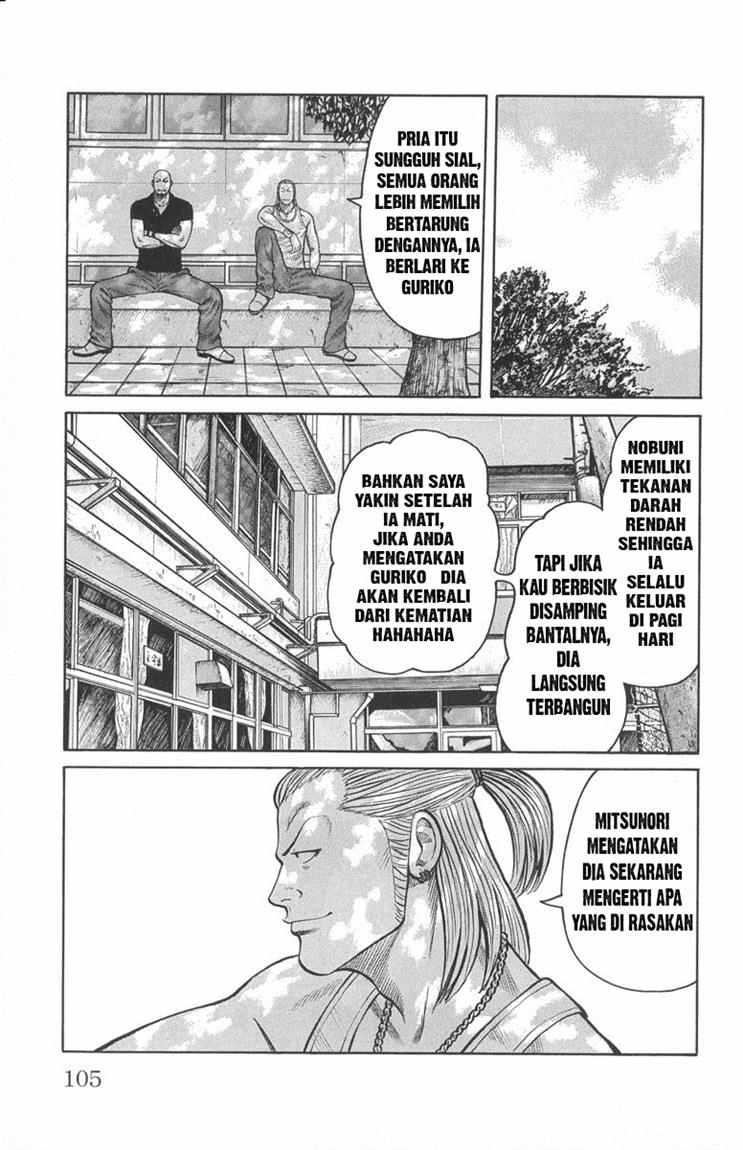 PRIA ITU
SUNGGUH SIAL,
SEMUA ORANG
LEBIH MEMILIH
BERTARUNG
DENGANNYA, IA
BERLARI KE
GURIKO
NOBUNI
MEMILIKI
TEKANAN
DARAH
RENDAH
SEHINGGA
IA
SELALU
KELUAR
DI PAGI
HARI
TAPI JIKA
KAU BERBISIK
DISAMPING
BANTALNYA,
DIA
LANGSUNG
TERBANGUN
BAHKAN SAYA
YAKIN SETELAH
IA MATI,
JIKA ANDA
MENGATAKAN
GURIKO DIA
AKAN KEMBALI
DARI KEMATIAN
HAHAHAHA
MITSUNORI
MENGATAKAN
DIA SEKARANG
MENGERTI APA
YANG DI RASAKAN
105